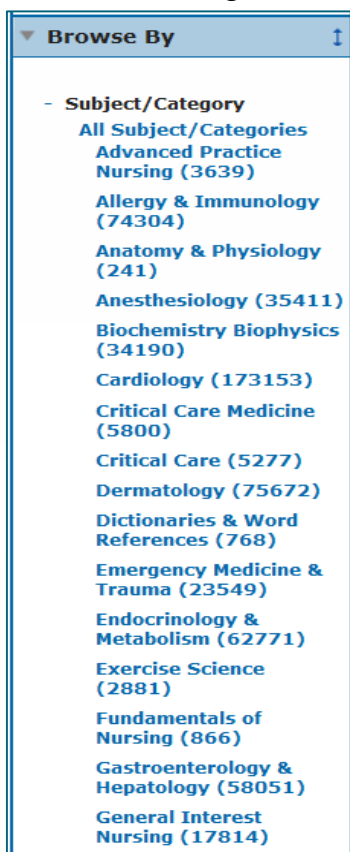 Browse By
- Subject/Category
All Subject/Categories
Advanced Practice
Nursing (3639)
Allergy & Immunology
(74304)
Anatomy & Physiology
(241)
Anesthesiology (35411)
Biochemistry Biophysics
(34190)
Cardiology (173153)
Critical Care Medicine
(5800)
Critical Care (5277)
Dermatology (75672)
Dictionaries & Word
References (768)
Emergency Medicine &
Trauma (23549)
Endocrinology &
Metabolism (62771)
Exercise Science
(2881)
Fundamentals of
Nursing (866)
Gastroenterology &
Hepatology (58051)
General Interest
Nursing (17814)